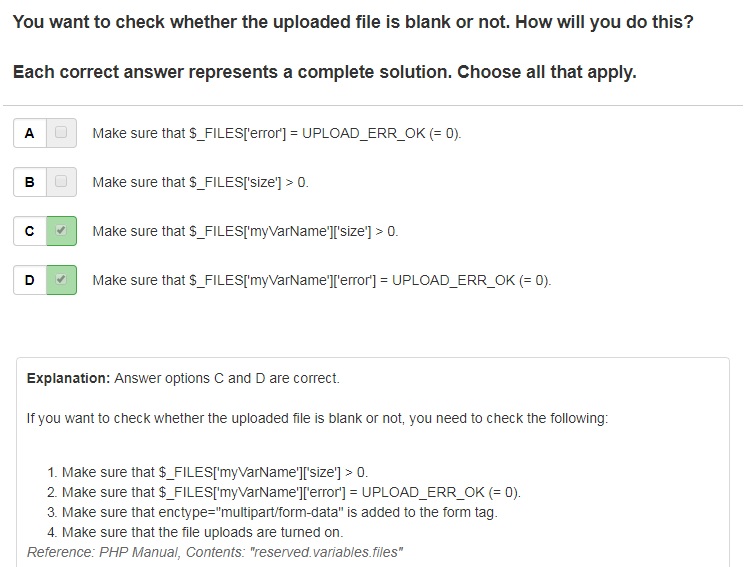 You want to check whether the uploaded file is blank or not. How will you do this?
Each correct answer represents a complete solution. Choose all that apply.
A Make sure that $_FILES['error'] = UPLOAD_ERR_OK (= 0).
B Make sure that $_FILES['size'] > 0.
C Make sure that $_FILES['myVarName']['size'] > 0.
D Make sure that $_FILES['myVarName']['error'] = UPLOAD_ERR_OK (= 0).
Explanation: Answer options C and D are correct.
If you want to check whether the uploaded file is blank or not, you need to check the following:
1. Make sure that $_FILES['myVarName']['size'] > 0.
2. Make sure that $_FILES['myVarName']['error'] = UPLOAD_ERR_OK (= 0).
3. Make sure that enctype="multipart/form-data" is added to the form tag.
4. Make sure that the file uploads are turned on.
Reference: PHP Manual, Contents: "reserved.variables.files"